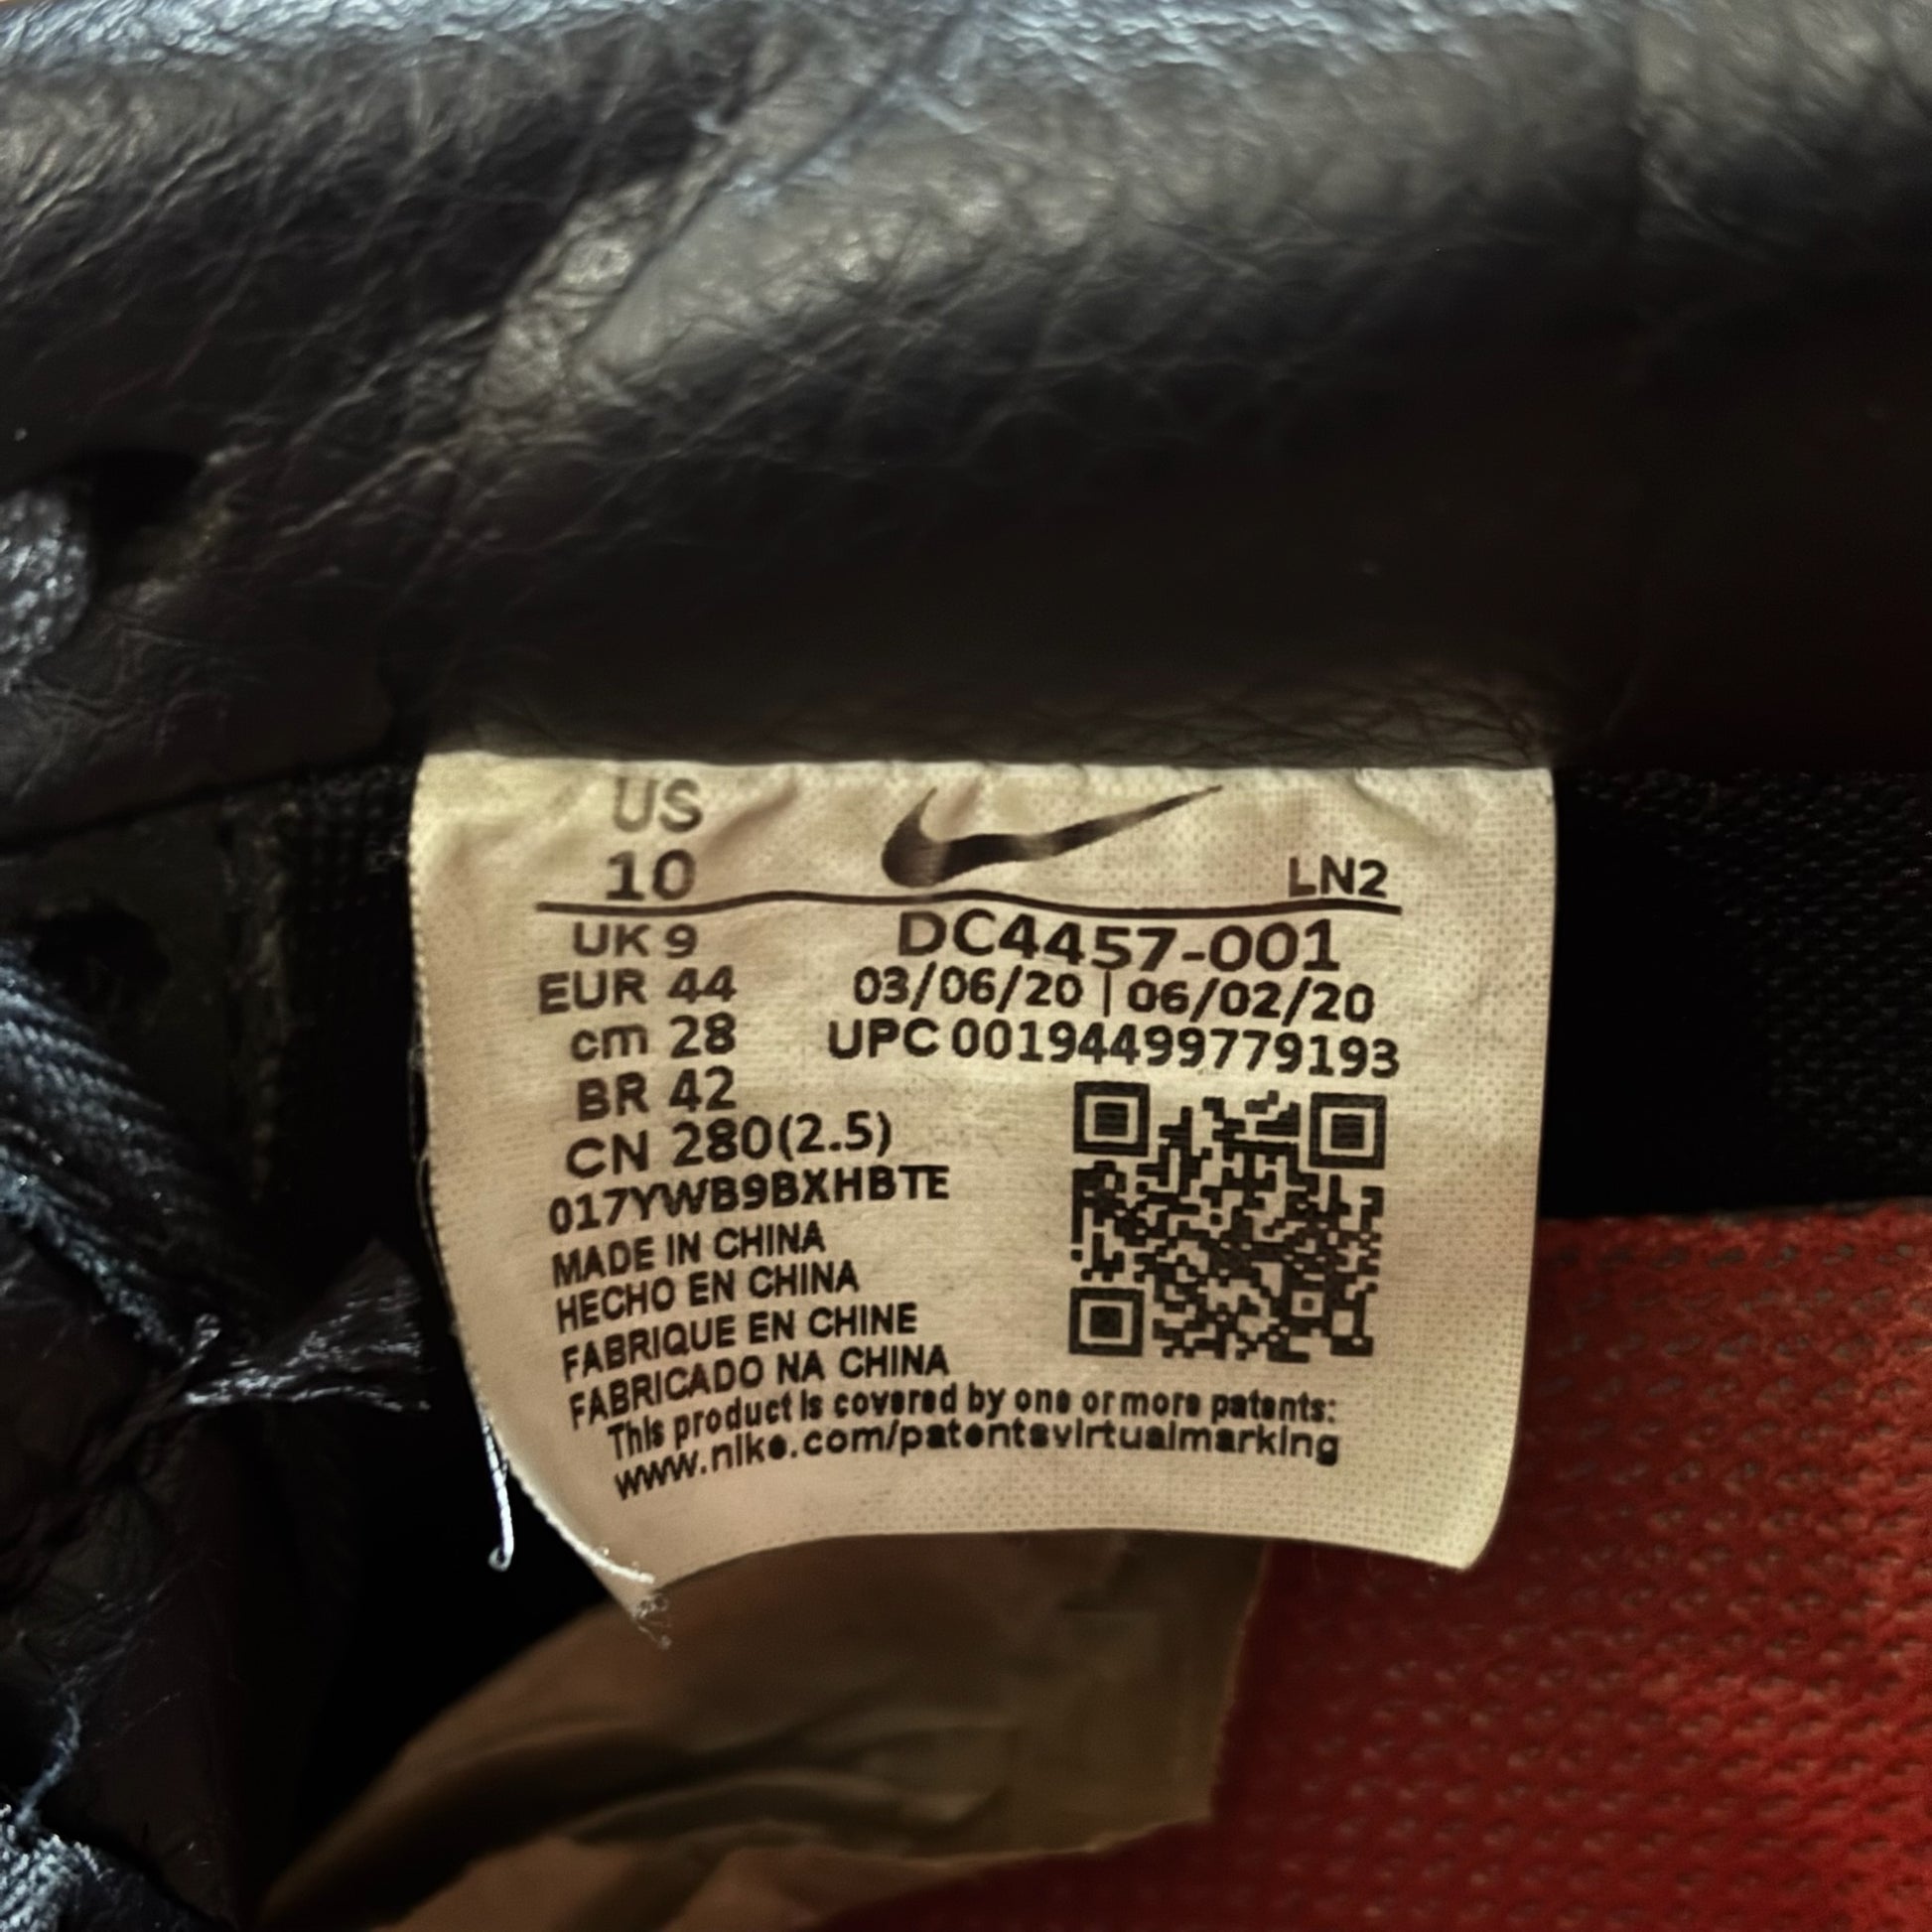 US
10
LN2
UK 9
DC4457-001
EUR 44
03/06/20 | 06/02/20
cm 28
UPC 00194499779193
BR 42
CN 280(2.5)
017YWB9BXHBTE
MADE IN CHINA
HECHO EN CHINA
FABRIQUE EN CHINE
FABRICADO NA CHINA
This product is covered by one or more patents:
www.nike.com/patentsvirtualmarking